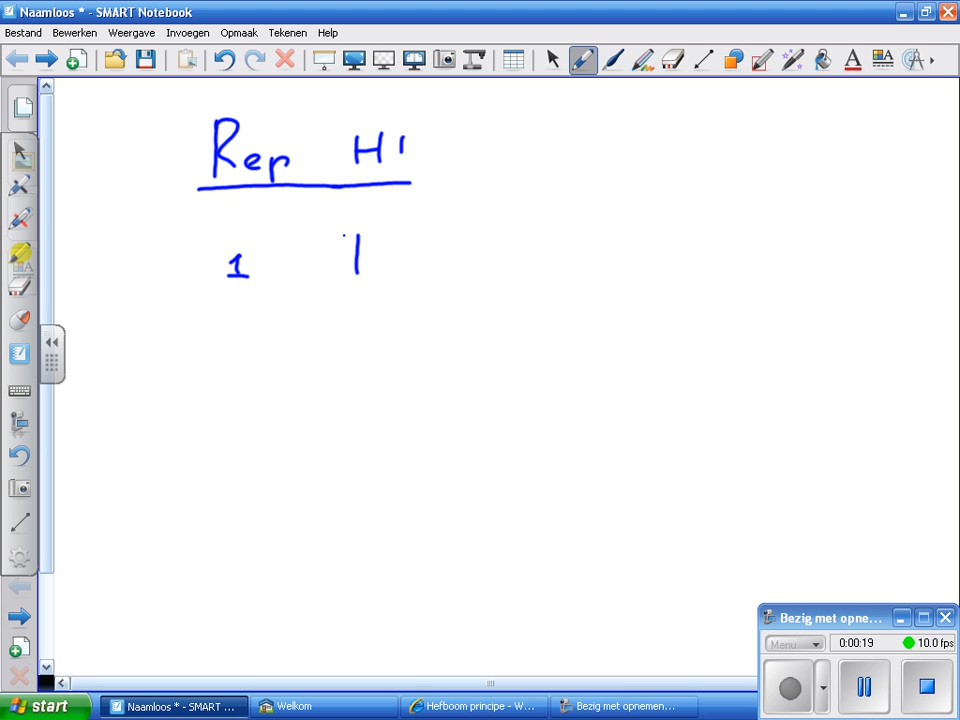 Naamloos * - SMART Notebook
Bestand Bewerken Weergave Invoegen Opmaak Tekenen Help
Rep H1
1
Bezig met opne...
Menu 0:00:19 10.0 fps
start Naamloos * - SMART ... Welkom Hefboom principe - W... Bezig met opnemen...